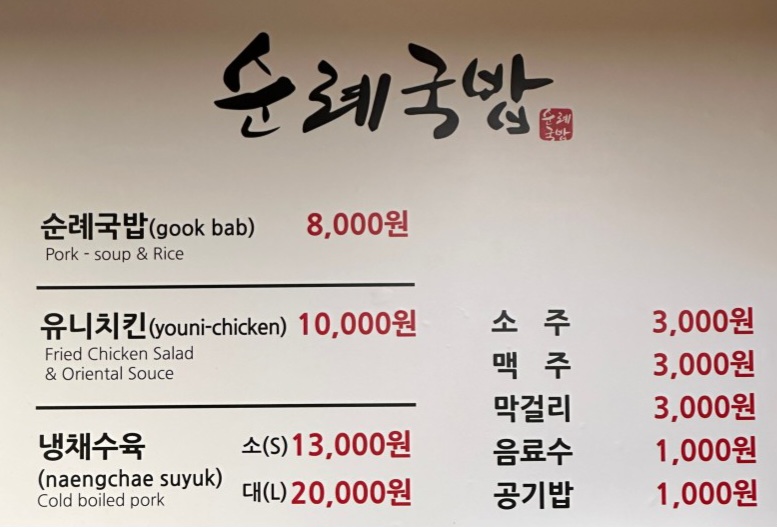 순례국밥
순례
국밥
순례국밥(gook bab) 8,000원
Pork - soup & Rice
유니치킨(youni-chicken) 10,000원
Fried Chicken Salad
& Oriental Souce
냉채수육 소(S) 13,000원
(naengchae suyuk) 대(L) 20,000원
Cold boiled pork
소 주 3,000원
맥 주 3,000원
막걸리 3,000원
음료수 1,000원
공기밥 1,000원